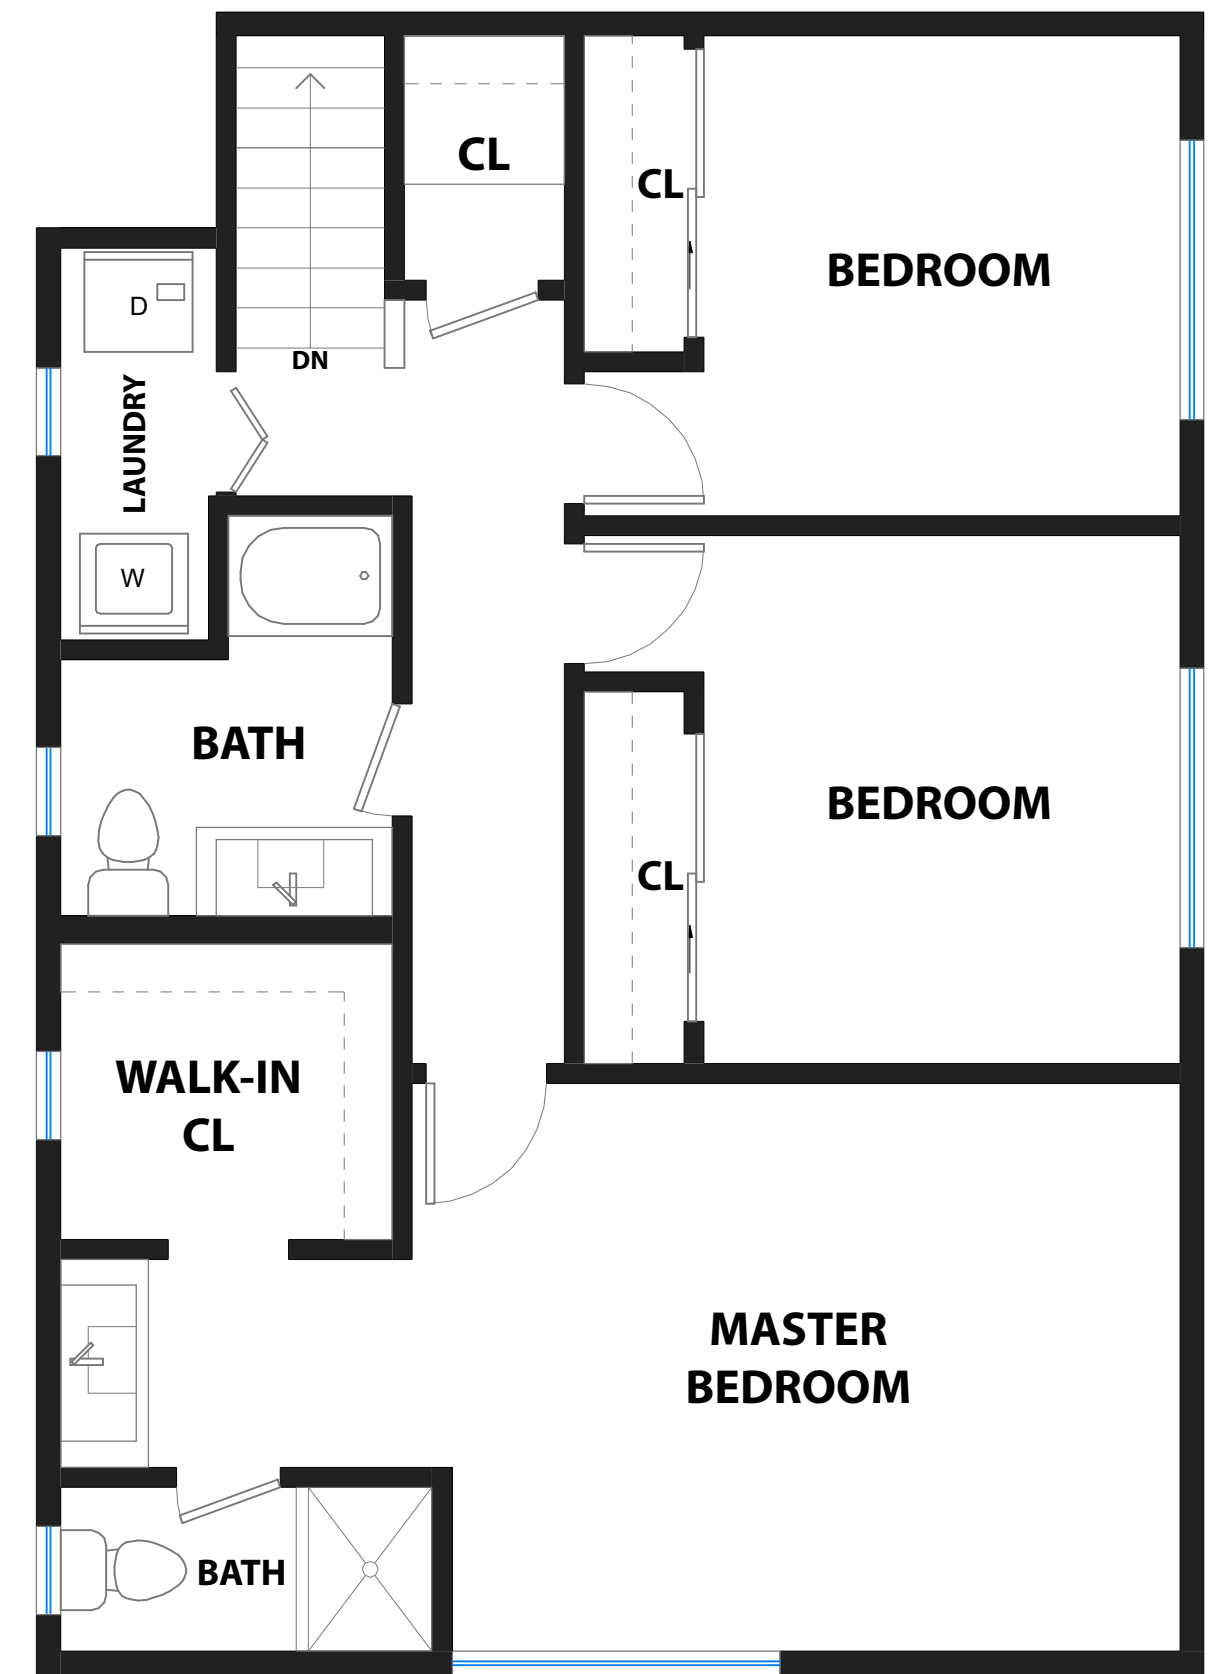 CL
CL
BEDROOM
D
DN
LAUNDRY
W
BATH
BEDROOM
CL
WALK-IN
CL
MASTER
BEDROOM
BATH